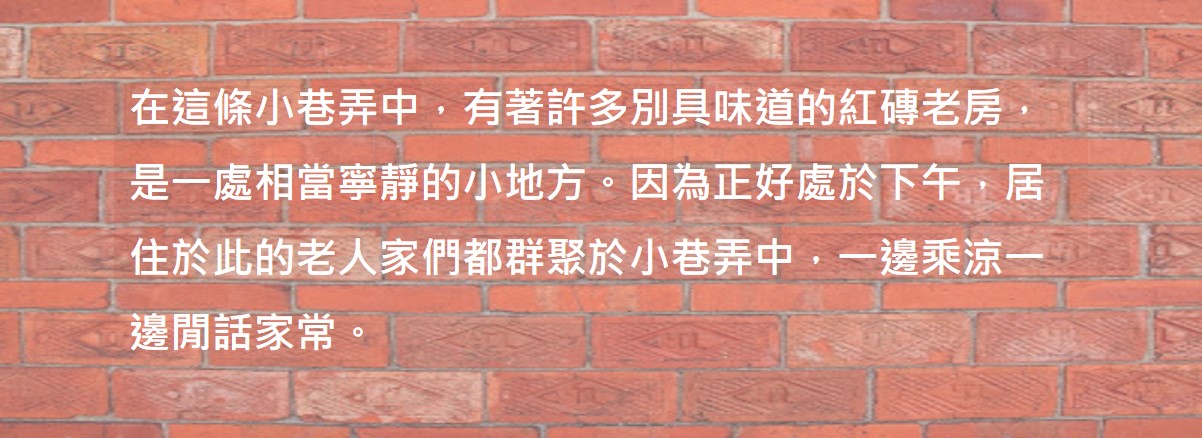 在這條小巷弄中，有著許多別具味道的紅磚老房，
是一處相當寧靜的小地方。因為正好處於下午，居
住於此的老人家們都群聚於小巷弄中，一邊乘涼一
邊閒話家常。